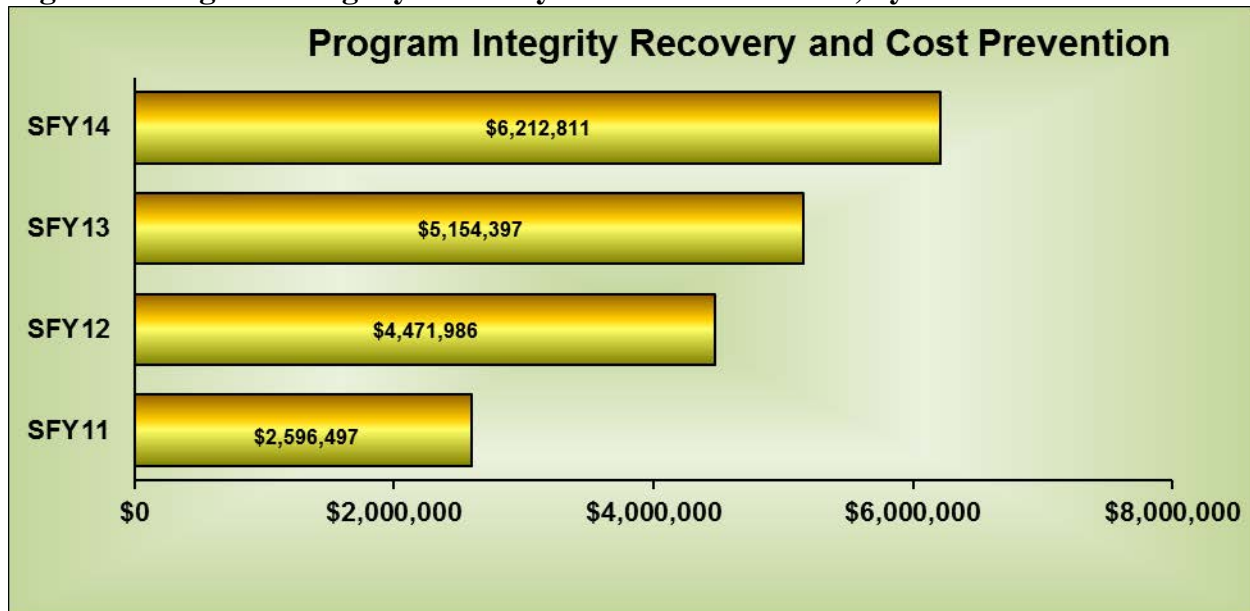 Program Integrity Recovery and Cost Prevention
SFY14
$6,212,811
SFY13
$5,154,397
SFY12
$4,471,986
SFY11
$2,596,497
$0
$2,000,000
$4,000,000
$6,000,000
$8,000,000